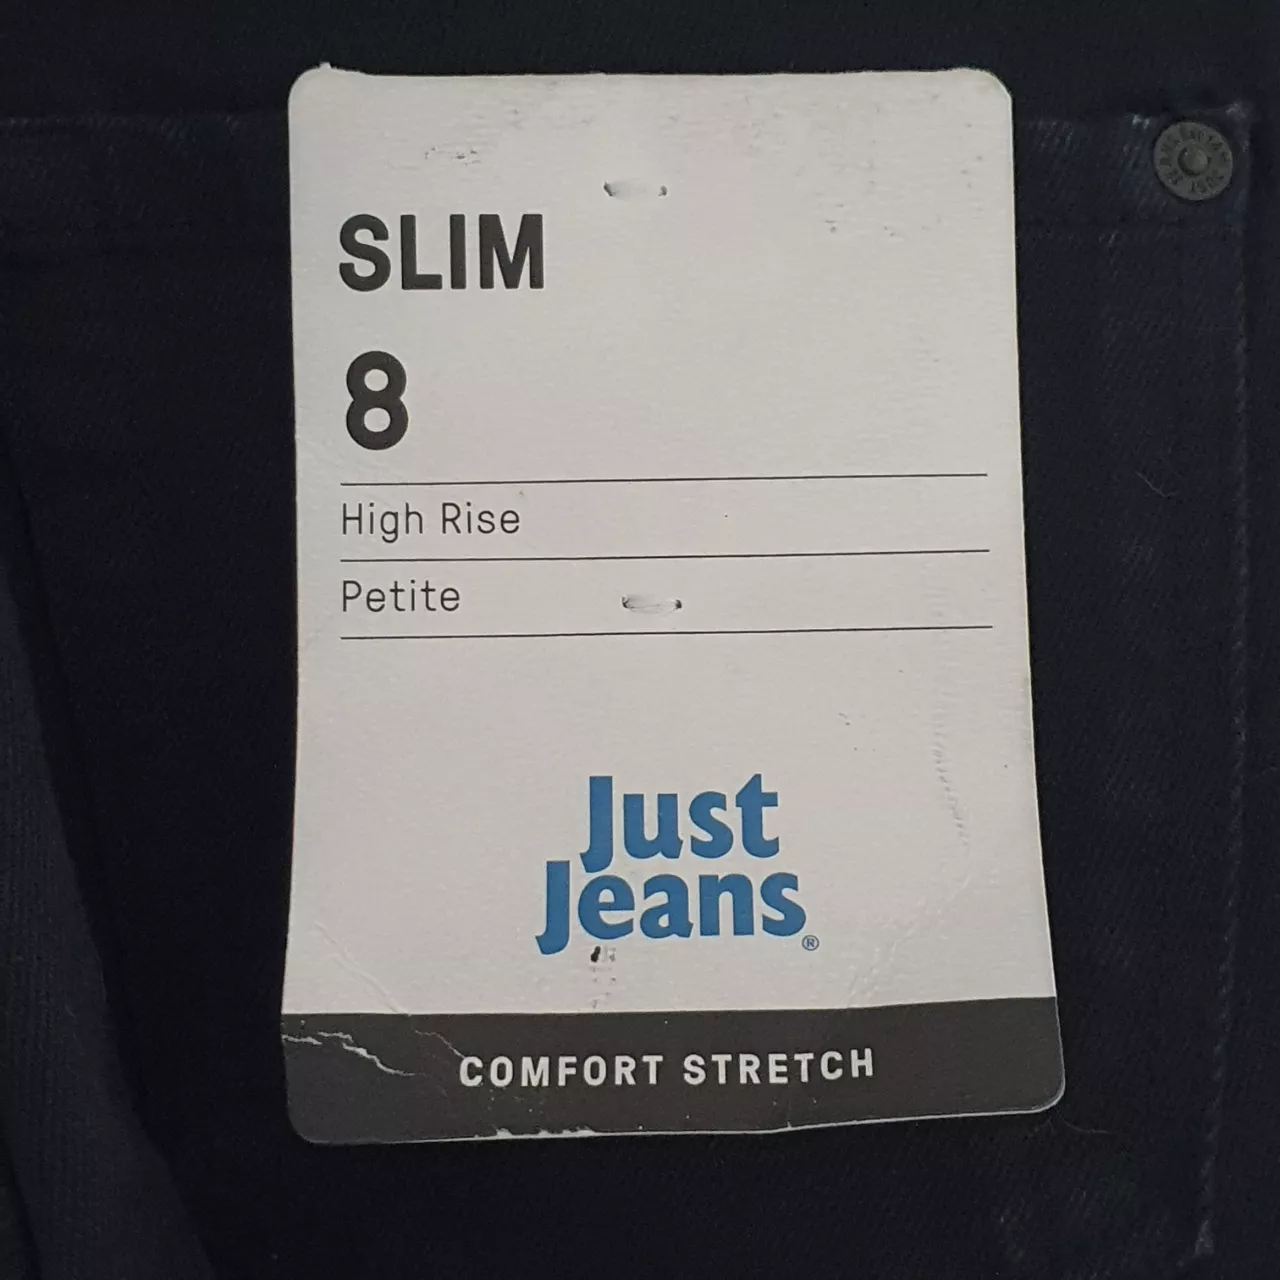 SLIM
8
High Rise
Petite
Just
Jeans
®
COMFORT STRETCH